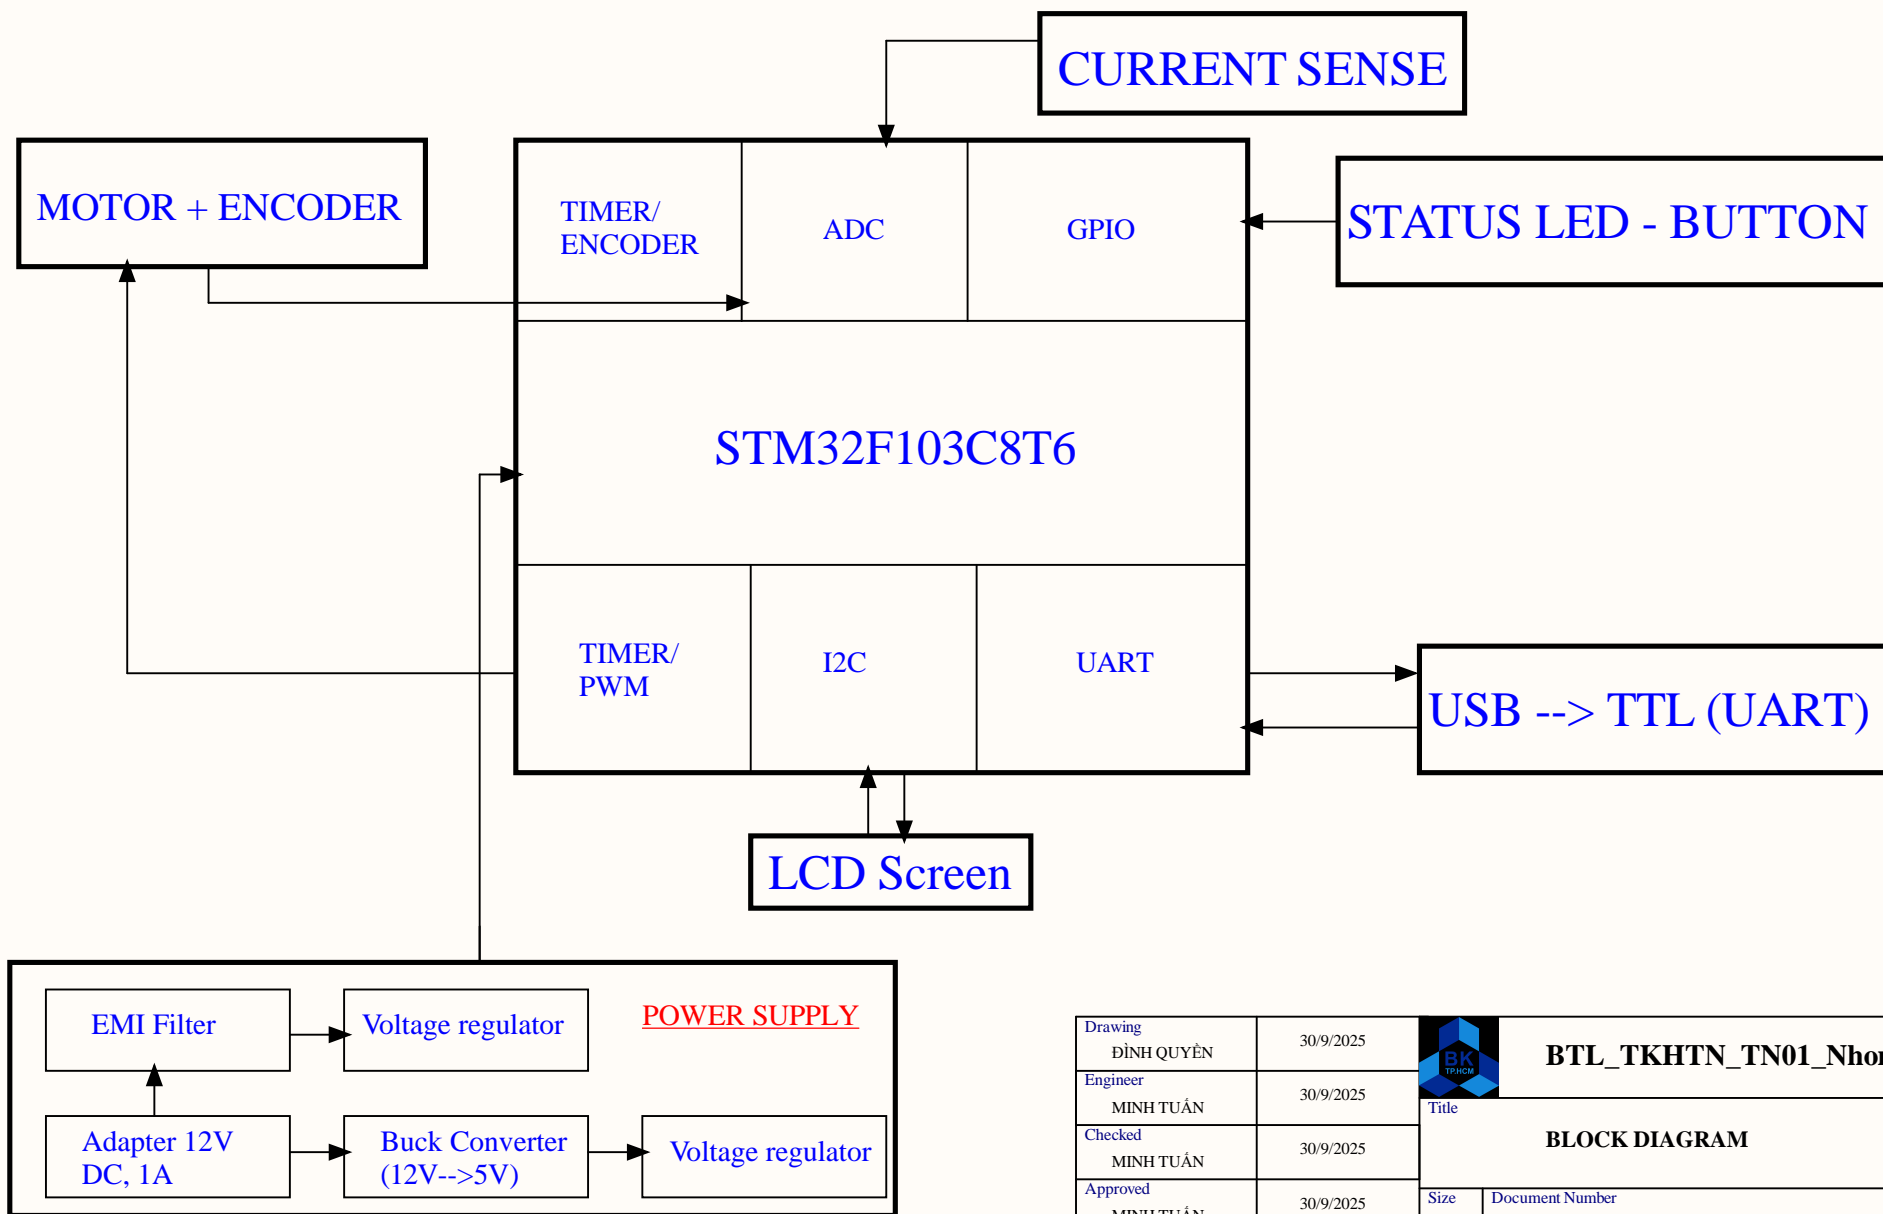 CURRENT SENSE
MOTOR + ENCODER
TIMER/
ENCODER
ADC
GPIO
STATUS LED - BUTTON
STM32F103C8T6
TIMER/
PWM
I2C
UART
USB --> TTL (UART)
LCD Screen
EMI Filter
Voltage regulator
POWER SUPPLY
Adapter 12V
DC, 1A
Buck Converter
(12V-->5V)
Voltage regulator
Drawing
ĐÌNH QUYỀN
30/9/2025
BK
TP.HCM
BTL_TKHTN_TN01_Nhon
Engineer
MINH TUẤN
30/9/2025
Title
BLOCK DIAGRAM
Checked
MINH TUẤN
30/9/2025
Approved
MINH TUẤN
30/9/2025
Size
Document Number